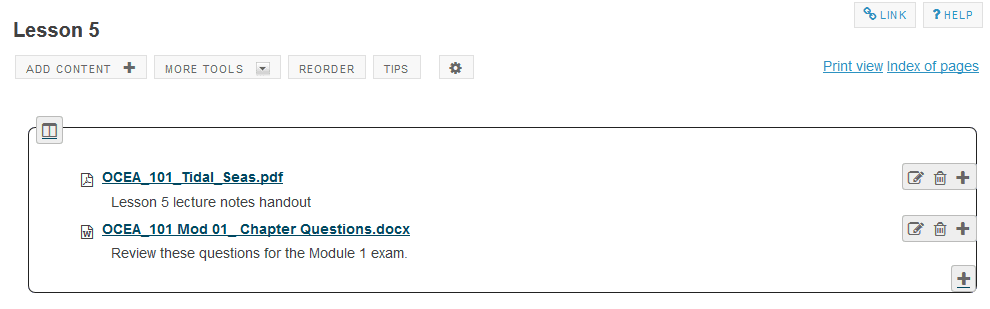 LINK
? HELP
Lesson 5
ADD CONTENT
MORE TOOLS
REORDER
TIPS
Print view Index of pages
OCEA_101_Tidal_Seas.pdf
Lesson 5 lecture notes handout
OCEA_101 Mod 01_ Chapter Questions.docx
Review these questions for the Module 1 exam.